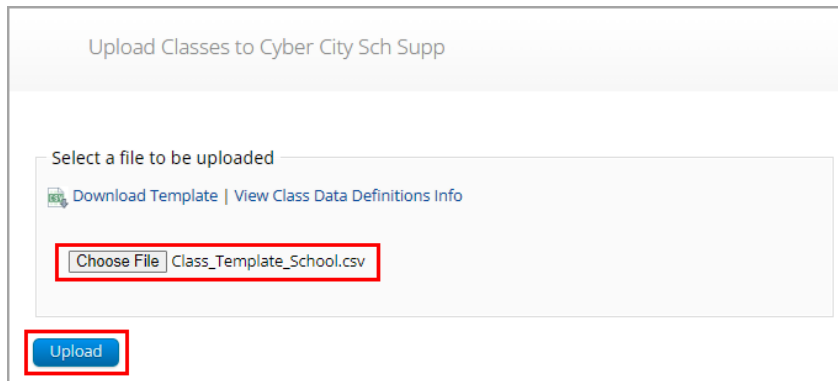 Upload Classes to Cyber City Sch Supp
Select a file to be uploaded
Download Template | View Class Data Definitions Info
Choose File Class_Template_School.csv
Upload